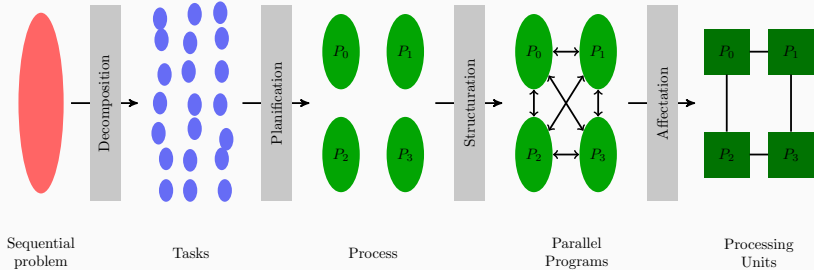 Decomposition
Planification
P0
P1
P2
P3
Structuration
P0
P1
P2
P3
Affectation
P0
P1
P2
P3
Sequential
problem
Tasks
Process
Parallel
Programs
Processing
Units